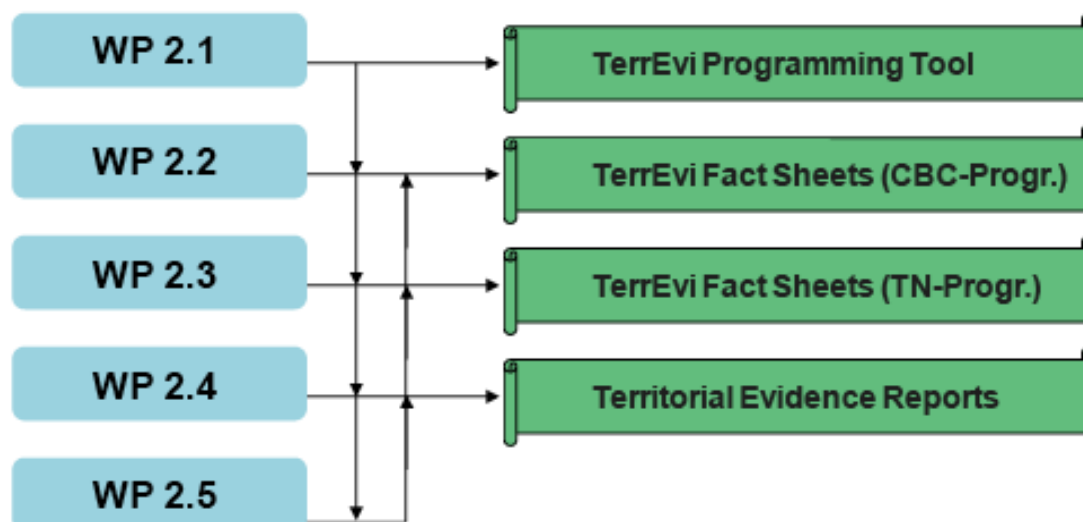 WP 2.1
TerrEvi Programming Tool
WP 2.2
TerrEvi Fact Sheets (CBC-Progr.)
WP 2.3
TerrEvi Fact Sheets (TN-Progr.)
WP 2.4
Territorial Evidence Reports
WP 2.5